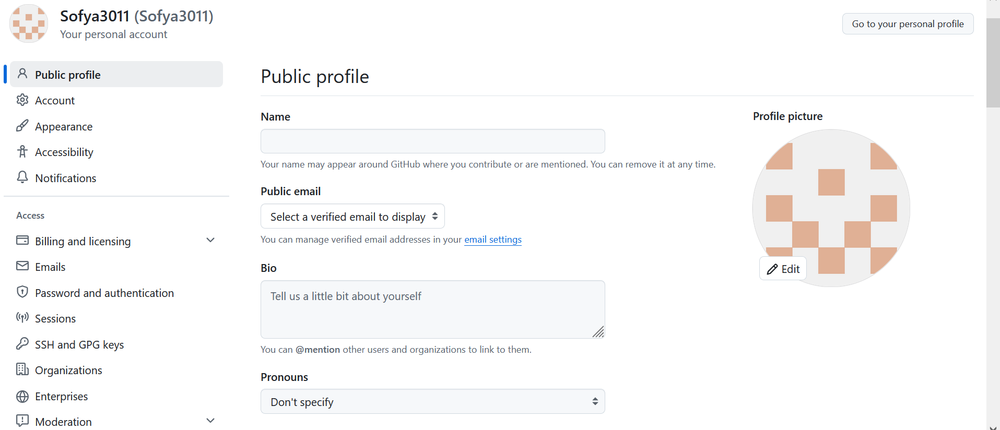 Sofya3011 (Sofya3011)
Your personal account
Go to your personal profile
Public profile
Account
Appearance
Accessibility
Notifications
Access
Billing and licensing
Emails
Password and authentication
Sessions
SSH and GPG keys
Organizations
Enterprises
Moderation
Public profile
Name
Your name may appear around GitHub where you contribute or are mentioned. You can remove it at any time.
Public email
Select a verified email to display
You can manage verified email addresses in your email settings
Bio
Tell us a little bit about yourself
You can @mention other users and organizations to link to them.
Pronouns
Don't specify
Profile picture
Edit